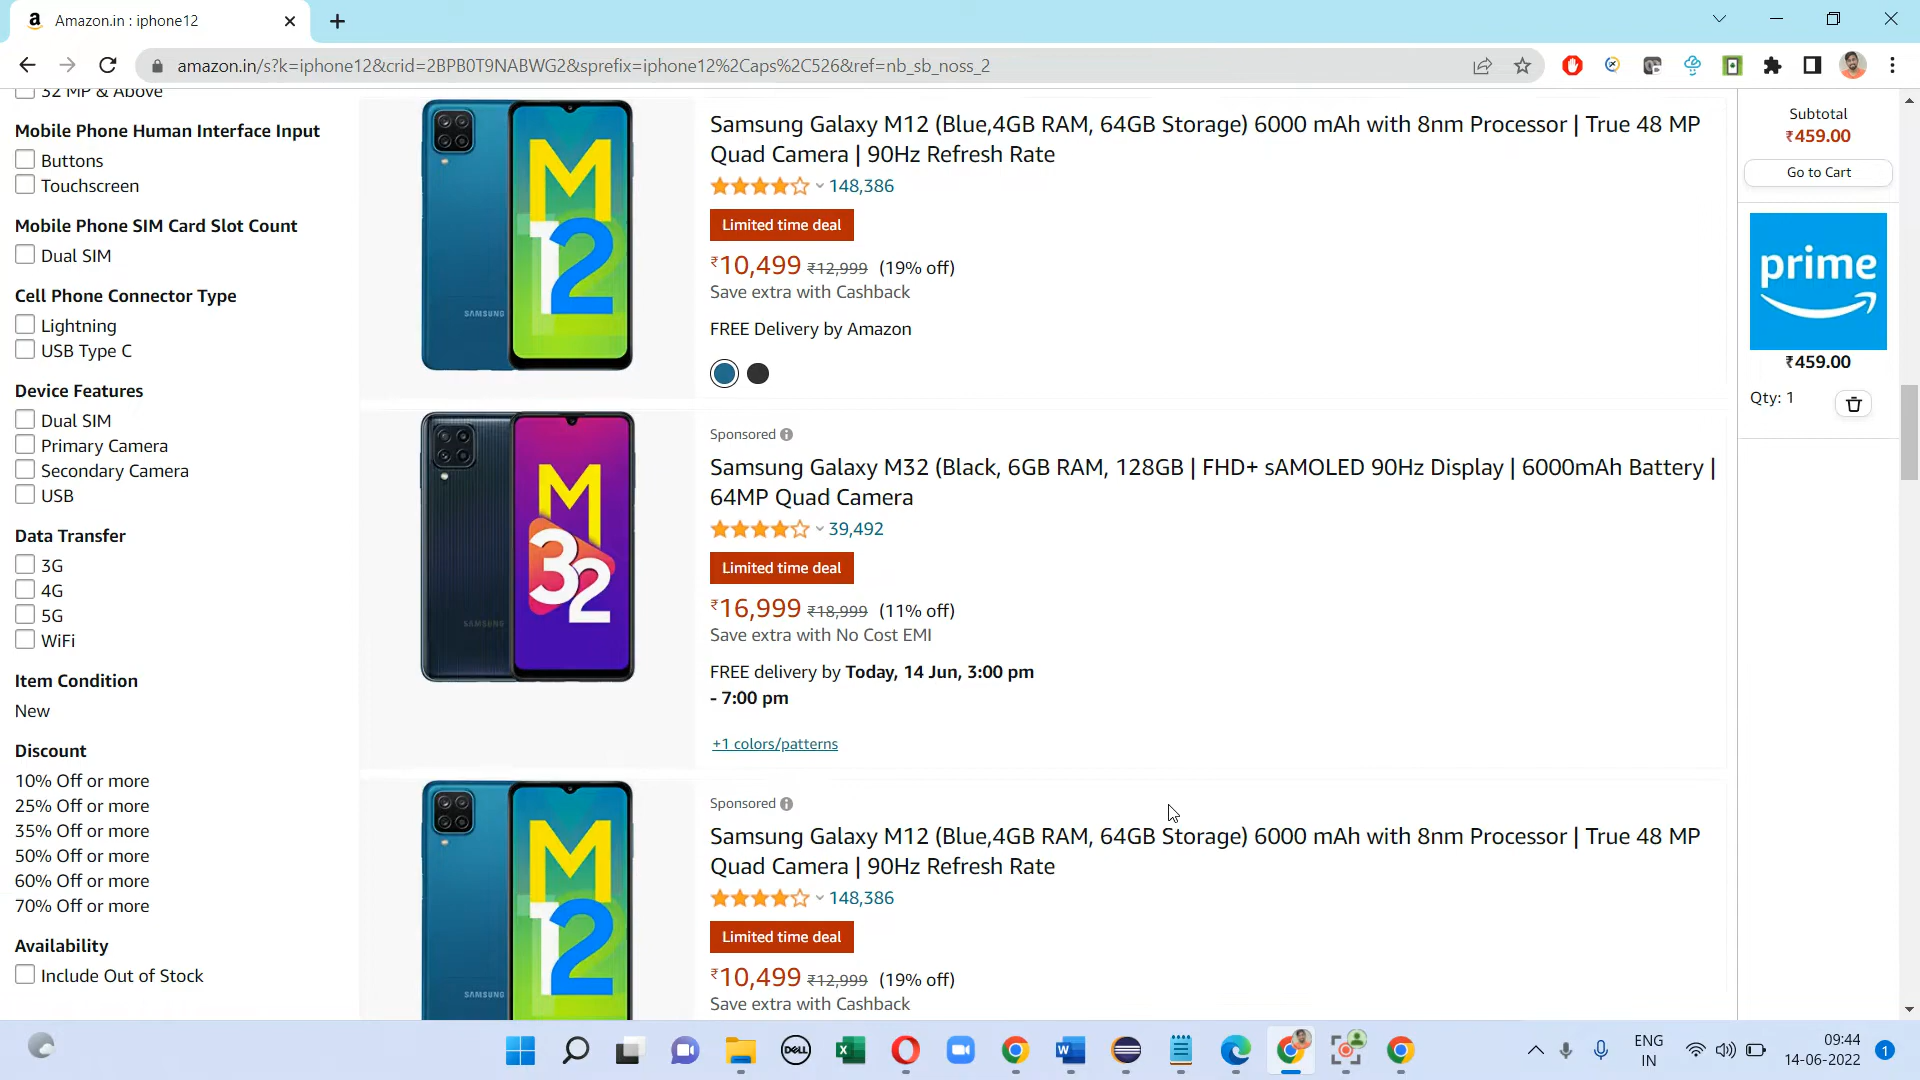 Amazon.in : iphone12
amazon.in/s?k=iphone12&crid=2BPB0T9NABWG2&sprefix=iphone12%2Caps%2C526&ref=nb_sb_noss_2
32 MP & Above
Mobile Phone Human Interface Input
Buttons
Touchscreen
Mobile Phone SIM Card Slot Count
Dual SIM
Cell Phone Connector Type
Lightning
USB Type C
Device Features
Dual SIM
Primary Camera
Secondary Camera
USB
Data Transfer
3G
4G
5G
WiFi
Item Condition
New
Discount
10% Off or more
25% Off or more
35% Off or more
50% Off or more
60% Off or more
70% Off or more
Availability
Include Out of Stock
M
12
SAMSUNG
Samsung Galaxy M12 (Blue,4GB RAM, 64GB Storage) 6000 mAh with 8nm Processor | True 48 MP
Quad Camera | 90Hz Refresh Rate
148,386
Limited time deal
₹10,499 ₹12,999 (19% off)
Save extra with Cashback
FREE Delivery by Amazon
M
32
SAMSUNG
Sponsored
Samsung Galaxy M32 (Black, 6GB RAM, 128GB | FHD+ sAMOLED 90Hz Display | 6000mAh Battery |
64MP Quad Camera
39,492
Limited time deal
₹16,999 ₹18,999 (11% off)
Save extra with No Cost EMI
FREE delivery by Today, 14 Jun, 3:00 pm
- 7:00 pm
+1 colors/patterns
M
12
SAMSUNG
Sponsored
Samsung Galaxy M12 (Blue,4GB RAM, 64GB Storage) 6000 mAh with 8nm Processor | True 48 MP
Quad Camera | 90Hz Refresh Rate
148,386
Limited time deal
₹10,499 ₹12,999 (19% off)
Save extra with Cashback
Subtotal
₹459.00
Go to Cart
prime
₹459.00
Qty: 1
DELL
ENG
IN
09:44
14-06-2022
1